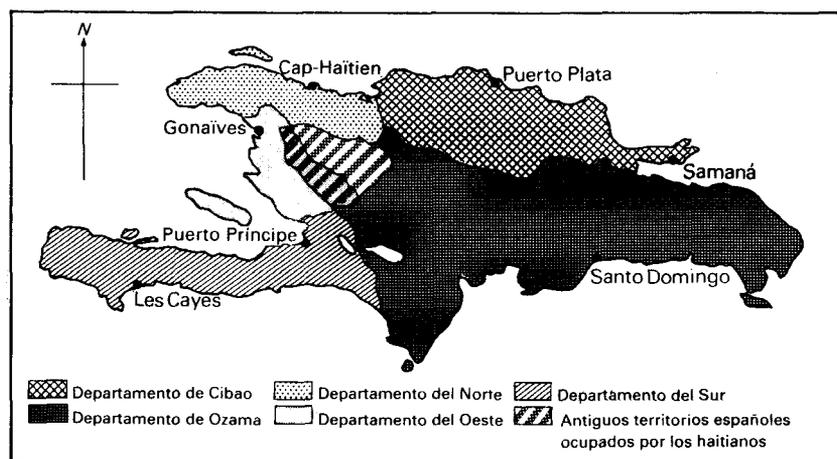 N
Cap-Haïtien
Puerto Plata
Gonaïves
Samaná
Puerto Príncipe
Santo Domingo
Les Cayes
Departamento de Cibao
Departamento del Norte
Departamento del Sur
Departamento de Ozama
Departamento del Oeste
Antiguos territorios españoles
ocupados por los haitianos